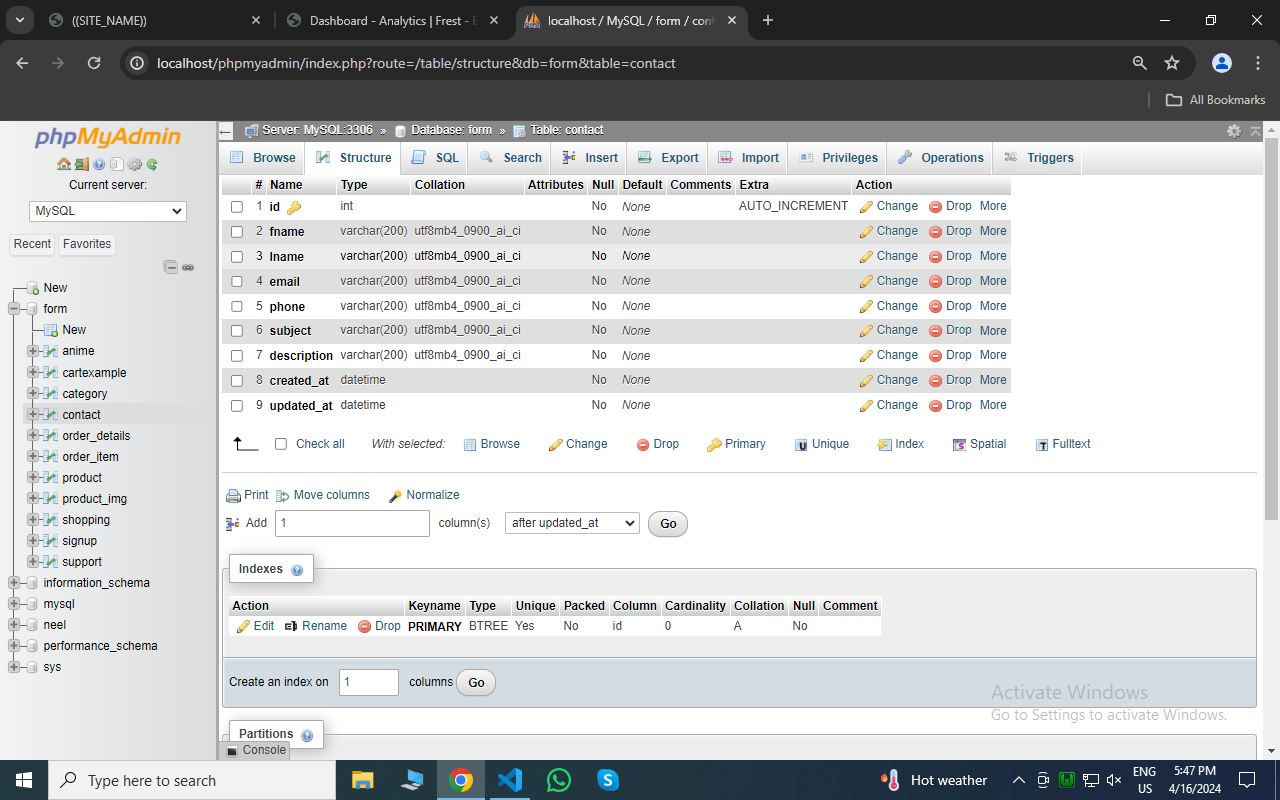 ((SITE_NAME))
Dashboard - Analytics | Frest -
localhost / MySQL / form / cont
localhost/phpmyadmin/index.php?route=/table/structure&db=form&table=contact
All Bookmarks
phpMyAdmin
Current server:
MySQL
Recent Favorites
New
form
New
anime
cartexample
category
contact
order_details
order_item
product
product_img
shopping
signup
support
information_schema
mysql
neel
performance_schema
sys
Server: MySQL:3306 » Database: form » Table: contact
Browse Structure SQL Search Insert Export Import Privileges Operations Triggers
# Name Type Collation Attributes Null Default Comments Extra Action
1 id int No None AUTO_INCREMENT Change Drop More
2 fname varchar(200) utf8mb4_0900_ai_ci No None Change Drop More
3 lname varchar(200) utf8mb4_0900_ai_ci No None Change Drop More
4 email varchar(200) utf8mb4_0900_ai_ci No None Change Drop More
5 phone varchar(200) utf8mb4_0900_ai_ci No None Change Drop More
6 subject varchar(200) utf8mb4_0900_ai_ci No None Change Drop More
7 description varchar(200) utf8mb4_0900_ai_ci No None Change Drop More
8 created_at datetime No None Change Drop More
9 updated_at datetime No None Change Drop More
Check all With selected: Browse Change Drop Primary Unique Index Spatial Fulltext
Print Move columns Normalize
Add 1 column(s) after updated_at Go
Indexes
Action Keyname Type Unique Packed Column Cardinality Collation Null Comment
Edit Rename Drop PRIMARY BTREE Yes No id 0 A No
Create an index on 1 columns Go
Partitions
Console
Activate Windows
Go to Settings to activate Windows.
Type here to search
Hot weather
ENG
US
5:47 PM
4/16/2024